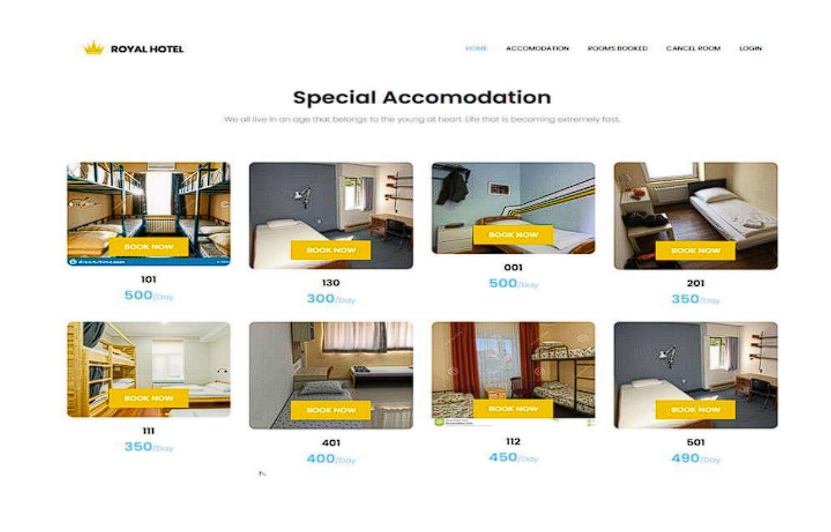 ROYAL HOTEL
HOME ACCOMODATION ROOMS BOOKED CANCEL ROOM LOGIN
Special Accomodation
We all live in an age that belongs to the young at heart. Life that is becoming extremely fast,
BOOK NOW BOOK NOW BOOK NOW BOOK NOW
101 130 001 201
500/Day 300/Day 500/Day 350/Day
BOOK NOW BOOK NOW BOOK NOW BOOK NOW
111 401 112 501
350/Day 400/Day 450/Day 490/Day